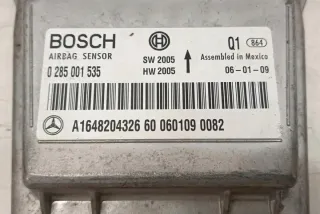 BOSCH
AIRBAG SENSOR
0 285 001 535
SW 2005
HW 2005
Q1 864
Assembled in Mexico
06-01-09
A1648204326 60 060109 0082